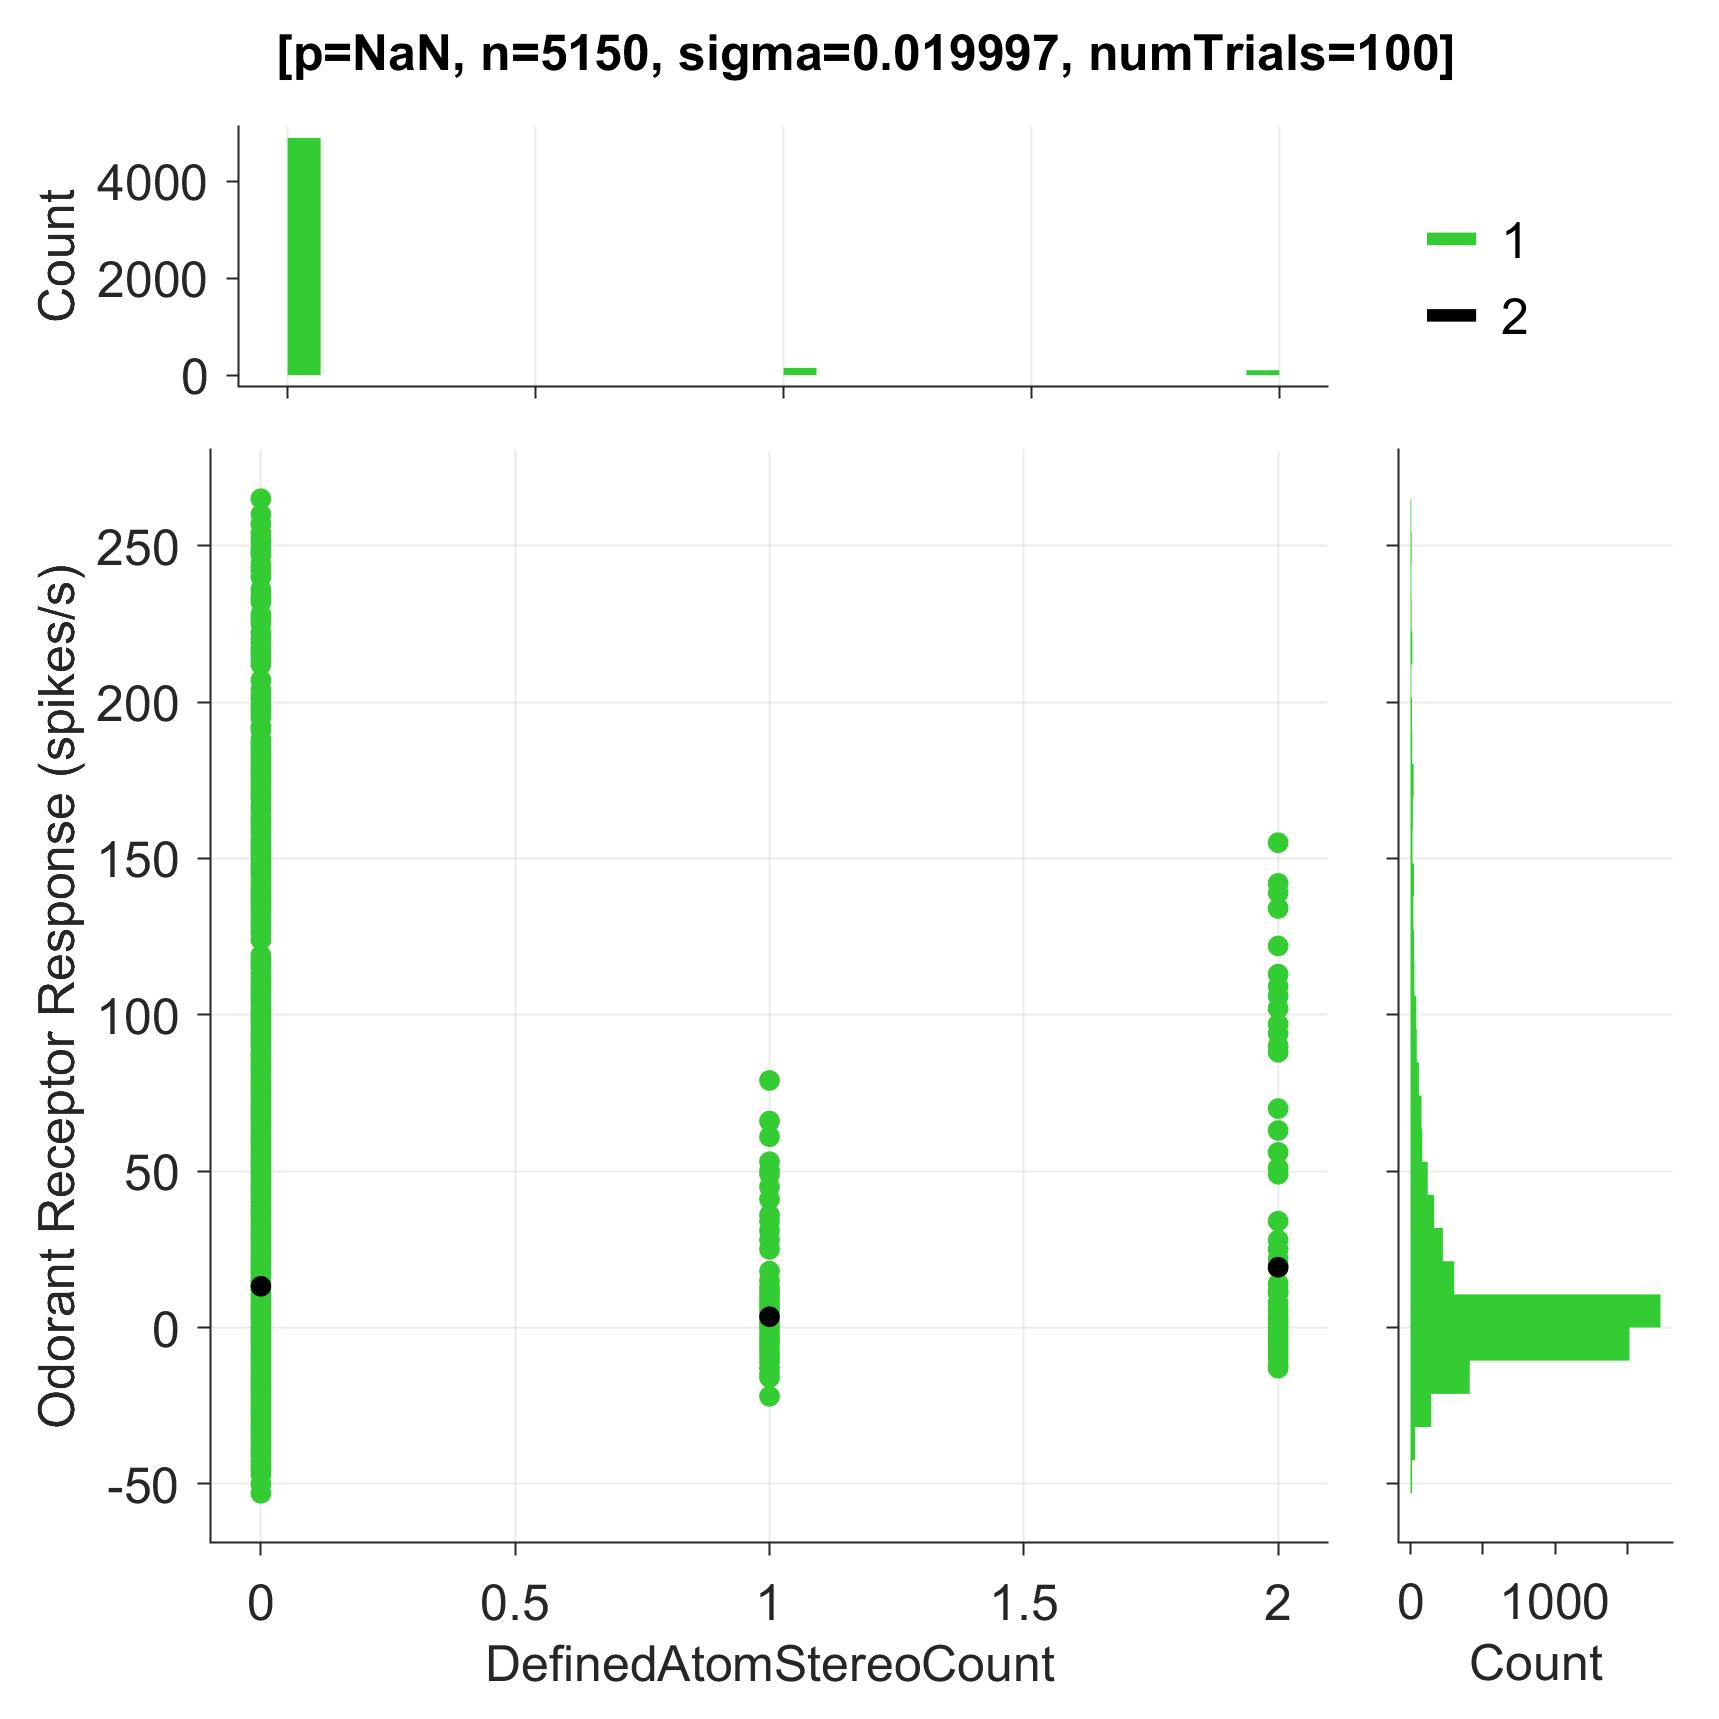 [p=NaN, n=5150, sigma=0.019997, numTrials=100]
Count
4000
2000
0
1
2
Odorant Receptor Response (spikes/s)
250
200
150
100
50
0
-50
0 0.5 1 1.5 2
DefinedAtomStereoCount
0 1000
Count